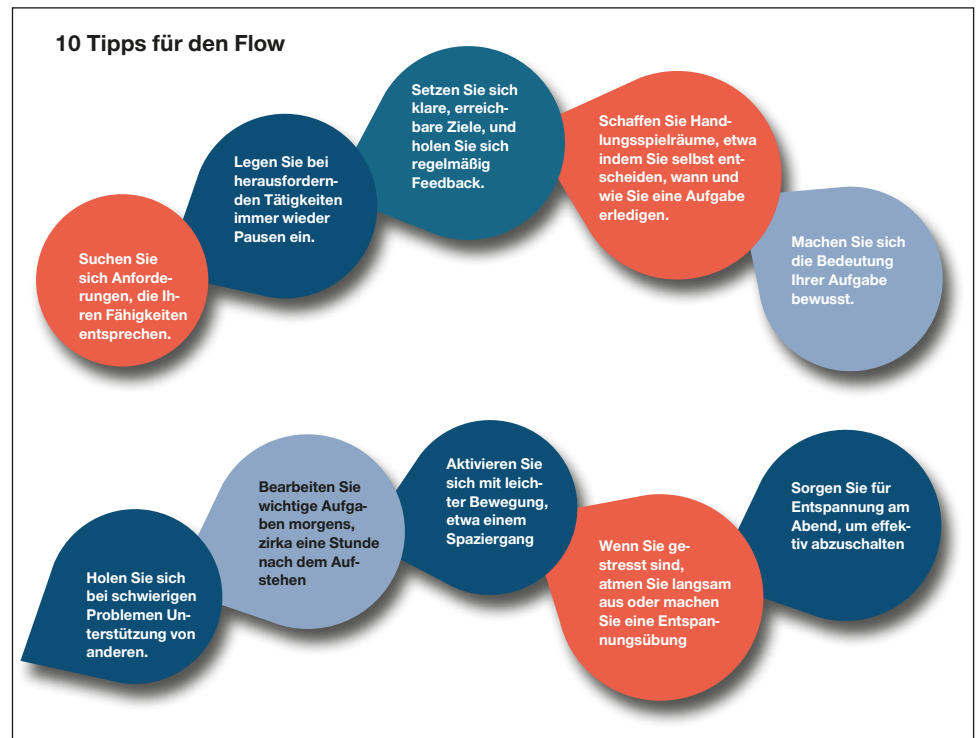 10 Tipps für den Flow
Suchen Sie
sich Anforde-
rungen, die Ih-
ren Fähigkeiten
entsprechen.
Legen Sie bei
herausfordern-
den Tätigkeiten
immer wieder
Pausen ein.
Setzen Sie sich
klare, erreich-
bare Ziele, und
holen Sie sich
regelmäßig
Feedback.
Schaffen Sie Hand-
lungsspielräume, etwa
indem Sie selbst ent-
scheiden, wann und
wie Sie eine Aufgabe
erledigen.
Machen Sie sich
die Bedeutung
Ihrer Aufgabe
bewusst.
Holen Sie sich
bei schwierigen
Problemen Un-
terstützung von
anderen.
Bearbeiten Sie
wichtige Aufga-
ben morgens,
zirka eine Stunde
nach dem Auf-
stehen
Aktivieren Sie
sich mit leich-
ter Bewegung,
etwa einem
Spaziergang
Wenn Sie ge-
stresst sind,
atmen Sie langsam
aus oder machen
Sie eine Entspan-
nungsübung
Sorgen Sie für
Entspannung am
Abend, um effek-
tiv abzuschalten